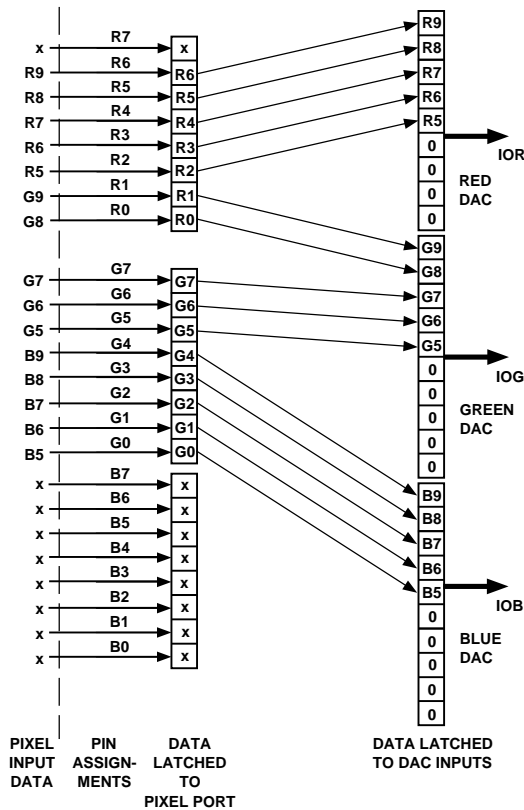 x R7 x R9
R9 R6 R6 R8
R8 R5 R5 R7
R7 R4 R4 R6
R6 R3 R3 R5
R5 R2 R2 0 IOR
G9 R1 R1 0 RED
G8 R0 R0 0 DAC
0
G9
G8
G7 G7 G7 G7
G6 G6 G6 G6
G5 G5 G5 G5
B9 G4 G4 0 IOG
B8 G3 G3 0
B7 G2 G2 0 GREEN
B6 G1 G1 0 DAC
B5 G0 G0 0
x B7 x B9
x B6 x B8
x B5 x B7
x B4 x B6
x B3 x B5 IOB
x B2 x 0
x B1 x 0 BLUE
x B0 x 0 DAC
0
0
PIXEL
INPUT
DATA
PIN
ASSIGN-
MENTS
DATA
LATCHED
TO
PIXEL PORT
DATA LATCHED
TO DAC INPUTS